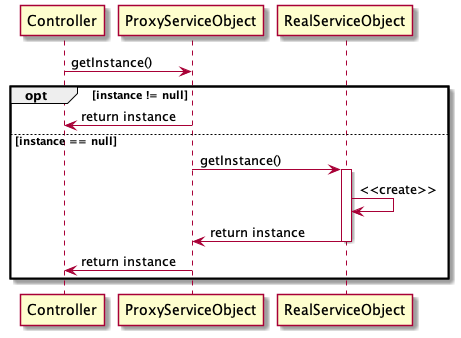 Controller ProxyServiceObject RealServiceObject
getInstance()
opt [instance != null]
return instance
[instance == null]
getInstance()
<<create>>
return instance
return instance
Controller ProxyServiceObject RealServiceObject